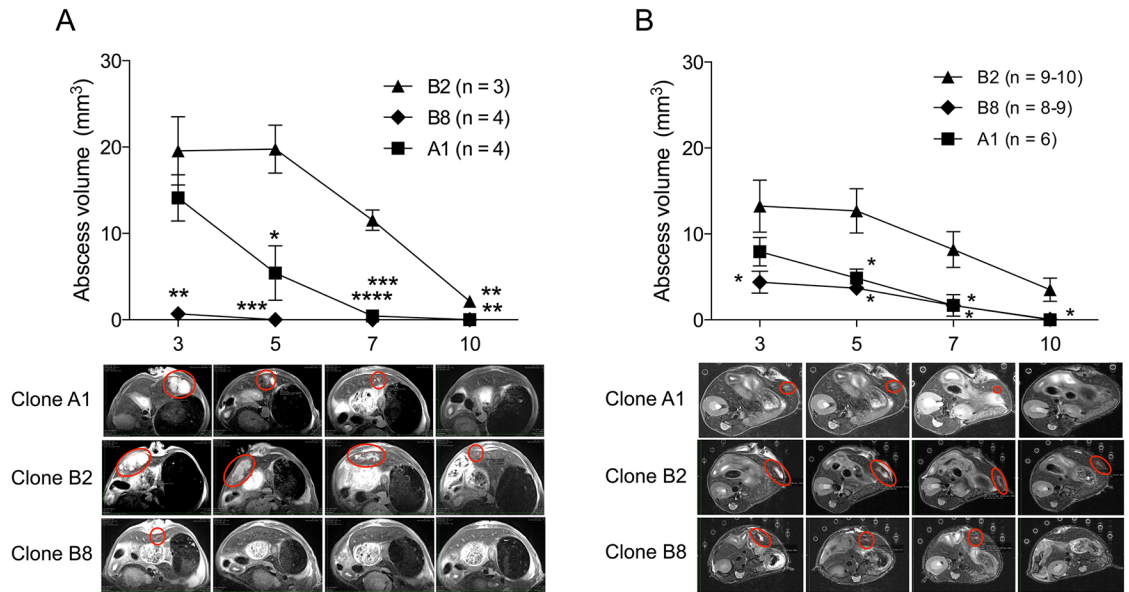 A
B
Abscess volume (mm³)
30
20
10
0
B2 (n = 3)
B8 (n = 4)
A1 (n = 4)
**
*
***
***
****
**
**
3
5
7
10
Abscess volume (mm³)
30
20
10
0
B2 (n = 9-10)
B8 (n = 8-9)
A1 (n = 6)
*
*
*
*
*
*
3
5
7
10
Clone A1
Clone B2
Clone B8
Clone A1
Clone B2
Clone B8